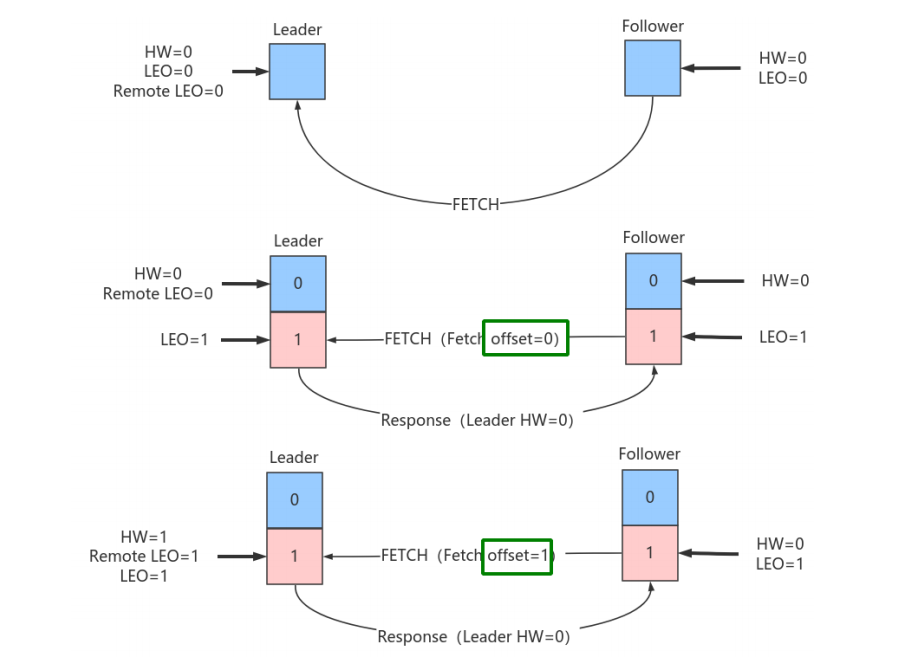 Leader
Follower
HW=0
LEO=0
Remote LEO=0
HW=0
LEO=0
FETCH
Leader
Follower
HW=0
Remote LEO=0
0
0
HW=0
LEO=1
1
FETCH（Fetch offset=0）
1
LEO=1
Response（Leader HW=0）
Leader
Follower
0
0
HW=1
Remote LEO=1
LEO=1
1
FETCH（Fetch offset=1）
1
HW=0
LEO=1
Response（Leader HW=0）